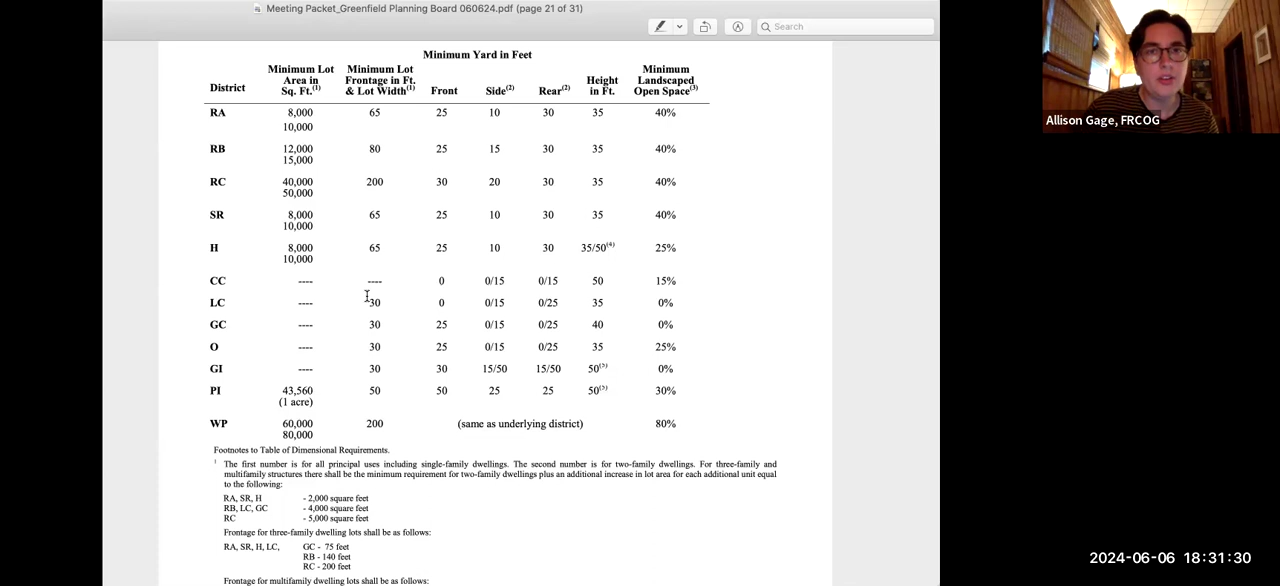 Meeting Packet_Greenfield Planning Board 060624.pdf (page 21 of 31)
Search
Minimum Yard in Feet
District Minimum Lot Area in Sq. Ft.(1) Minimum Lot Frontage in Ft. & Lot Width(1) Front Side(2) Rear(2) Height in Ft. Minimum Landscaped Open Space(3)
RA 8,000 65 25 10 30 35 40%
10,000
RB 12,000 80 25 15 30 35 40%
15,000
RC 40,000 200 30 20 30 35 40%
50,000
SR 8,000 65 25 10 30 35 40%
10,000
H 8,000 65 25 10 30 35/50(4) 25%
10,000
CC ---- ---- 0 0/15 0/15 50 15%
LC ---- 30 0 0/15 0/25 35 0%
GC ---- 30 25 0/15 0/25 40 0%
O ---- 30 25 0/15 0/25 35 25%
GI ---- 30 30 15/50 15/50 50(5) 0%
PI 43,560 50 50 25 25 50(5) 30%
(1 acre)
WP 60,000 200 (same as underlying district) 80%
80,000
Footnotes to Table of Dimensional Requirements.
1 The first number is for all principal uses including single-family dwellings. The second number is for two-family dwellings. For three-family and
multifamily structures there shall be the minimum requirement for two-family dwellings plus an additional increase in lot area for each additional unit equal
to the following:
RA, SR, H - 2,000 square feet
RB, LC, GC - 4,000 square feet
RC - 5,000 square feet
Frontage for three-family dwelling lots shall be as follows:
RA, SR, H, LC, GC - 75 feet
RB - 140 feet
RC - 200 feet
Frontage for multifamily dwelling lots shall be as follows:
Allison Gage, FRCOG
2024-06-06 18:31:30